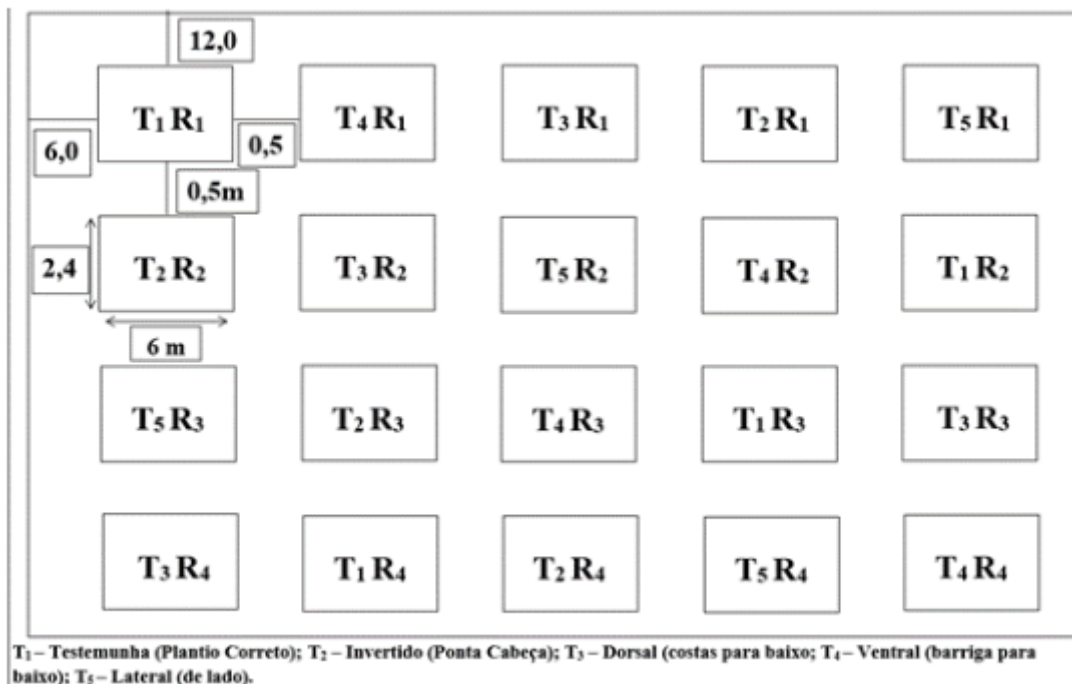 12,0
T₁ R₁ T₄ R₁ T₃ R₁ T₂ R₁ T₅ R₁
6,0 0,5
0,5m
2,4 T₂ R₂ T₃ R₂ T₅ R₂ T₄ R₂ T₁ R₂
6 m
T₅ R₃ T₂ R₃ T₄ R₃ T₁ R₃ T₃ R₃
T₃ R₄ T₁ R₄ T₂ R₄ T₅ R₄ T₄ R₄
T₁ – Testemunha (Plantio Correto); T₂ – Invertido (Ponta Cabeça); T₃ – Dorsal (costas para baixo; T₄ – Ventral (barriga para
baixo); T₅ – Lateral (de lado).